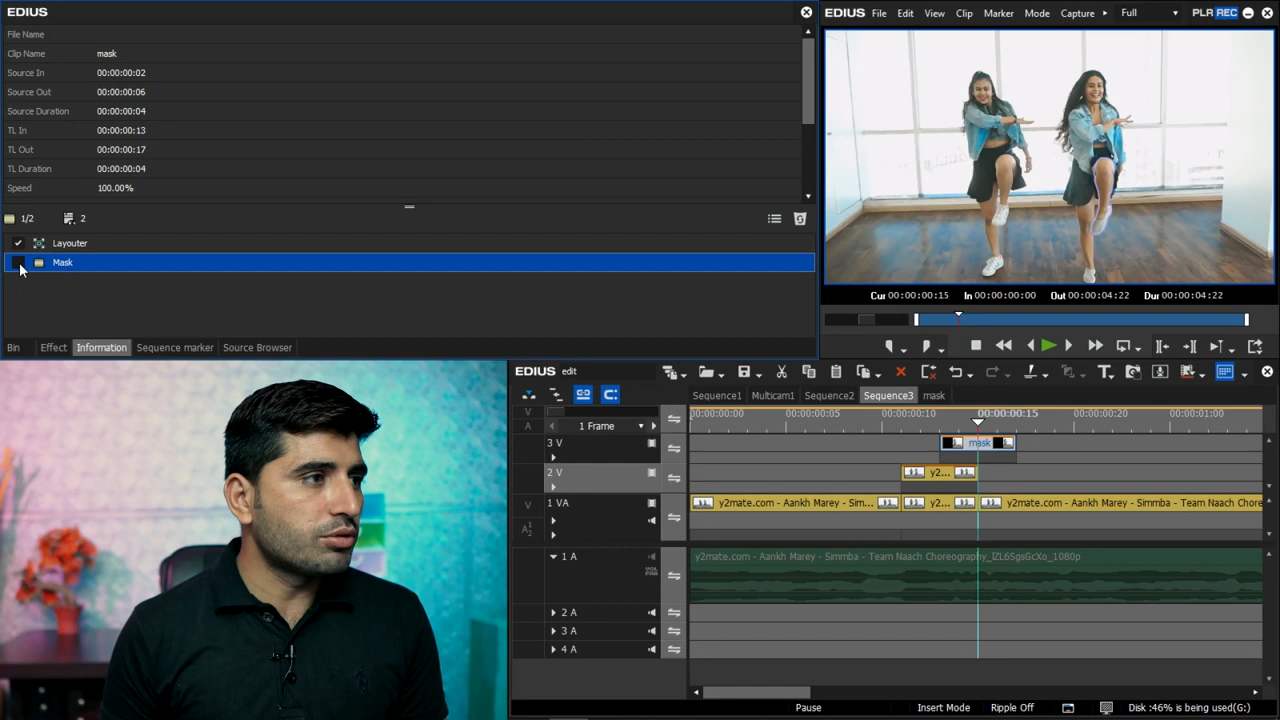 EDIUS
File Name
Clip Name mask
Source In 00:00:00:02
Source Out 00:00:00:06
Source Duration 00:00:00:04
TL In 00:00:00:13
TL Out 00:00:00:17
TL Duration 00:00:00:04
Speed 100.00%
1/2 2
Layouter
Mask
Bin Effect Information Sequence marker Source Browser
EDIUS File Edit View Clip Marker Mode Capture Full PLR REC
Cur 00:00:00:15 In 00:00:00:00 Out 00:00:04:22 Dur 00:00:04:22
EDIUS edit
Sequence1 Multicam1 Sequence2 Sequence3 mask
V
A
1 Frame
00:00:00:00 00:00:00:05 00:00:00:10 00:00:00:15 00:00:00:20 00:00:01:00
3 V
mask
2 V
y2...
V
1 VA
y2mate.com - Aankh Marey - Sim... y2... y2mate.com - Aankh Marey - Simmba - Team Naach Chore
A12
1 A
y2mate.com - Aankh Marey - Simmba - Team Naach Choreography_lZL6SgsGcXo_1080p
VOL
2 A
3 A
4 A
Pause Insert Mode Ripple Off Disk :46% is being used(G:)